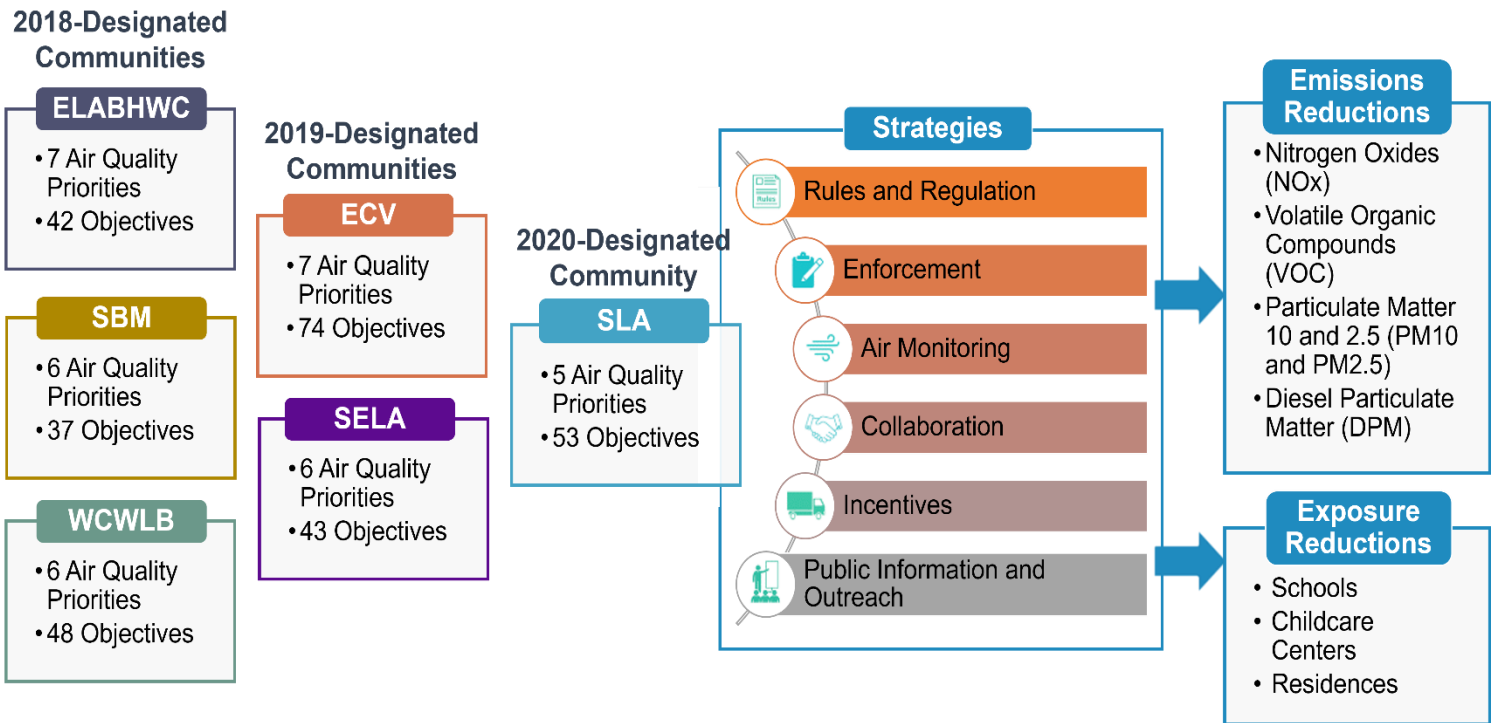 2018-Designated
Communities
ELABHWC
• 7 Air Quality
Priorities
• 42 Objectives
SBM
• 6 Air Quality
Priorities
• 37 Objectives
WCWLB
• 6 Air Quality
Priorities
• 48 Objectives
2019-Designated
Communities
ECV
• 7 Air Quality
Priorities
• 74 Objectives
SELA
• 6 Air Quality
Priorities
• 43 Objectives
2020-Designated
Community
SLA
• 5 Air Quality
Priorities
• 53 Objectives
Strategies
Rules
Rules and Regulation
Enforcement
Air Monitoring
Collaboration
Incentives
Public Information and
Outreach
Emissions
Reductions
• Nitrogen Oxides
(NOx)
• Volatile Organic
Compounds
(VOC)
• Particulate Matter
10 and 2.5 (PM10
and PM2.5)
• Diesel Particulate
Matter (DPM)
Exposure
Reductions
• Schools
• Childcare
Centers
• Residences